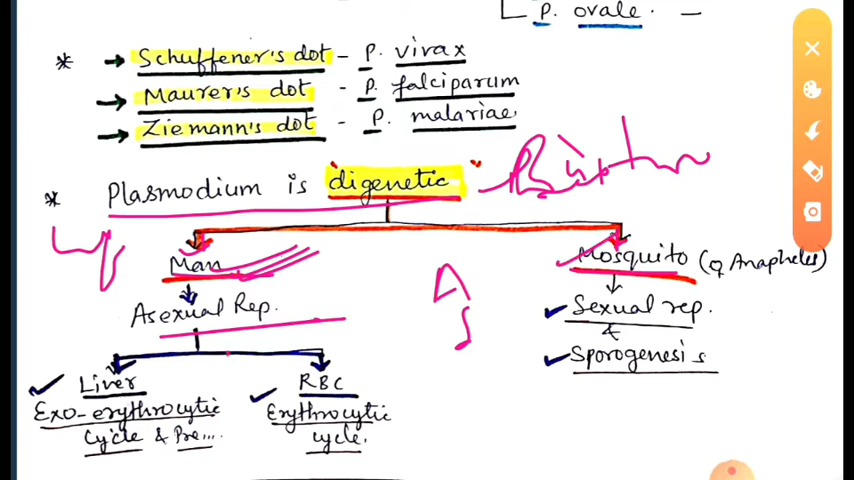 P. ovale. —
* → Schuffener's dot - P. virax
→ Maurer's dot - P. falciparum
→ Ziemann's dot - P. malariae
* Plasmodium is "digenetic"
Man
Mosquito (♀ Anapheles)
Asexual Rep.
Sexual rep.
&
Sporogenesis
Liver
Exo-erythrocytic
Cycle & Pre...
RBC
Erythrocytic
cycle.